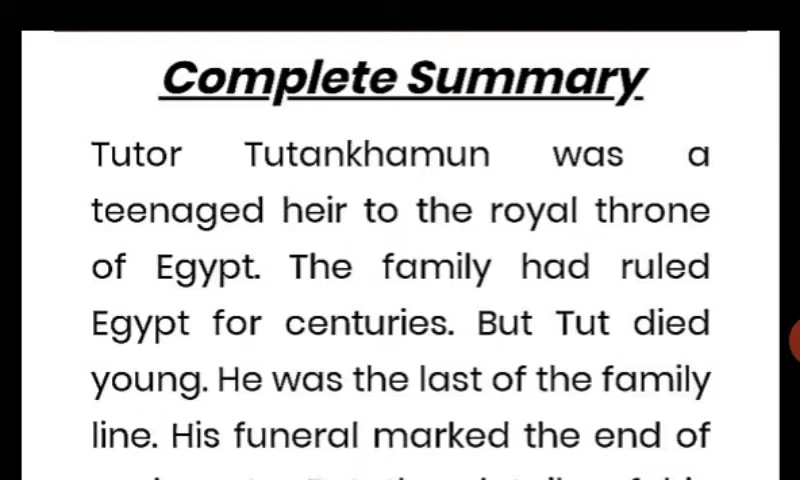 Complete Summary
Tutor Tutankhamun was a
teenaged heir to the royal throne
of Egypt. The family had ruled
Egypt for centuries. But Tut died
young. He was the last of the family
line. His funeral marked the end of